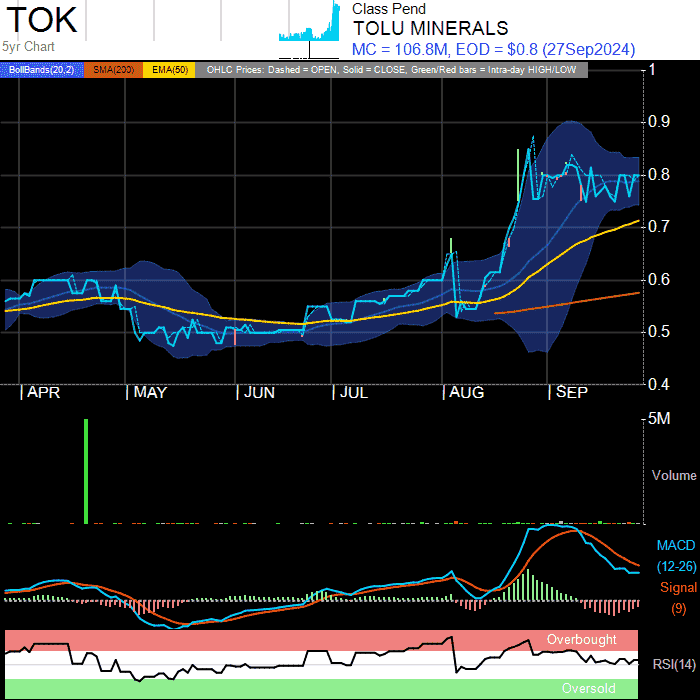 TOK
5yr Chart
Class Pend
TOLU MINERALS
MC = 106.8M, EOD = $0.8 (27Sep2024)
BollBands(20,2) SMA(200) EMA(50) OHLC Prices: Dashed = OPEN, Solid = CLOSE, Green/Red bars = Intra-day HIGH/LOW
1
0.9
0.8
0.7
0.6
0.5
0.4
APR MAY JUN JUL AUG SEP
5M
Volume
MACD
(12-26)
Signal
(9)
Overbought
RSI(14)
Oversold